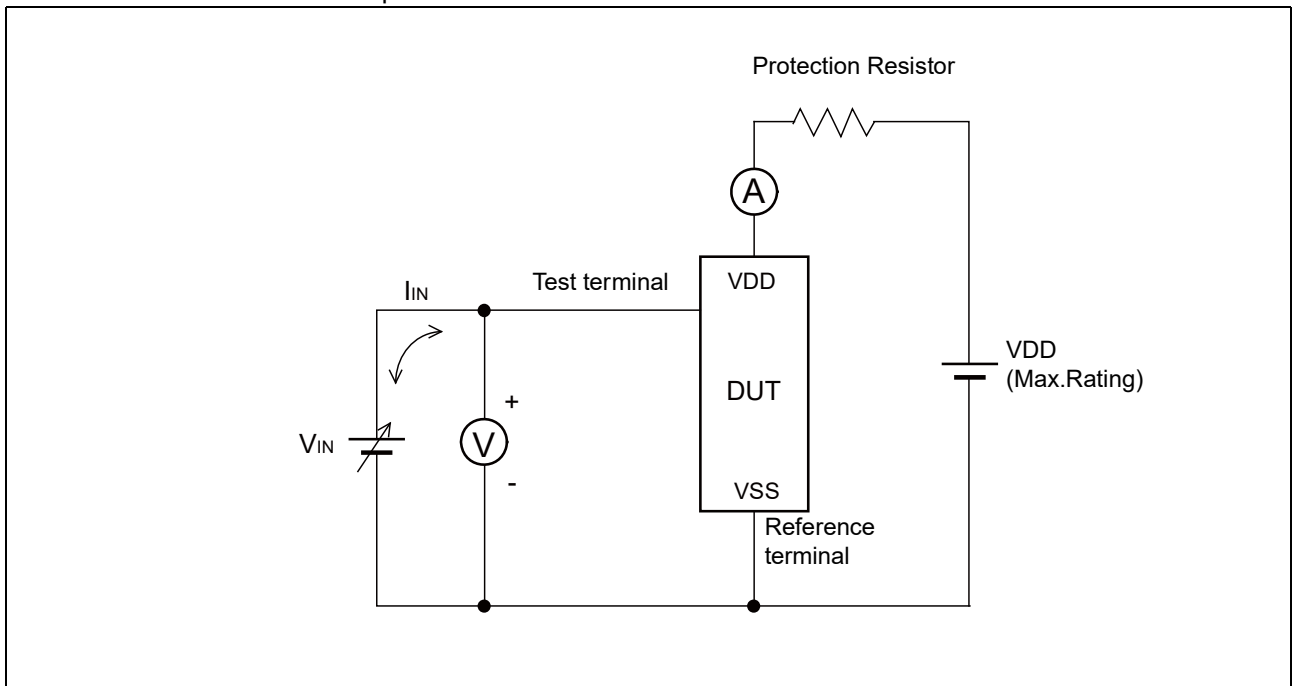 Protection Resistor
A
Test terminal
VDD
IIN
VDD
(Max.Rating)
DUT
+
VIN
V
-
VSS
Reference
terminal